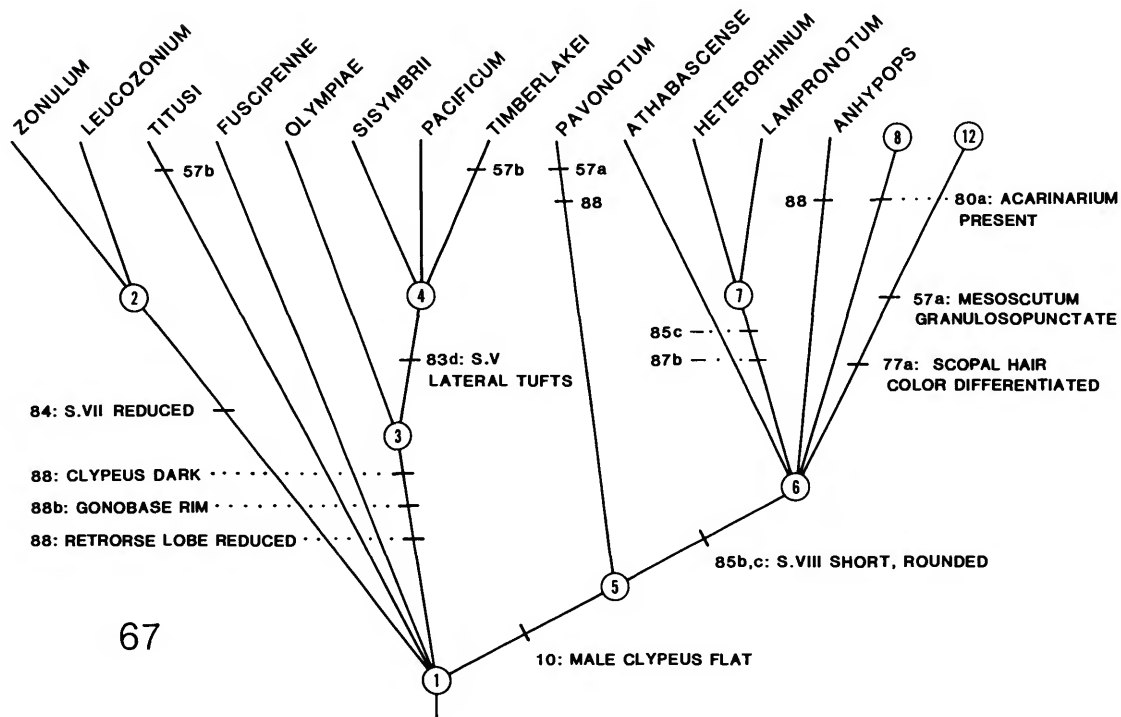 ZONULUM
LEUCOZONIUM
TITUSI
FUSCIPENNE
OLYMPIAE
SISYMBRII
PACIFICUM
TIMBERLAKEI
PAVONOTUM
ATHABASCENSE
HETERORHINUM
LAMPRONOTUM
ANHYPOPS
8
12
57b
57b
57a
88
88
80a: ACARINARIUM
PRESENT
2
4
7
57a: MESOSCUTUM
GRANULOSOPUNCTATE
85c
87b
83d: S.V
LATERAL TUFTS
77a: SCOPAL HAIR
COLOR DIFFERENTIATED
84: S.VII REDUCED
3
88: CLYPEUS DARK
6
88b: GONOBASE RIM
88: RETRORSE LOBE REDUCED
85b,c: S.VIII SHORT, ROUNDED
5
67
10: MALE CLYPEUS FLAT
1